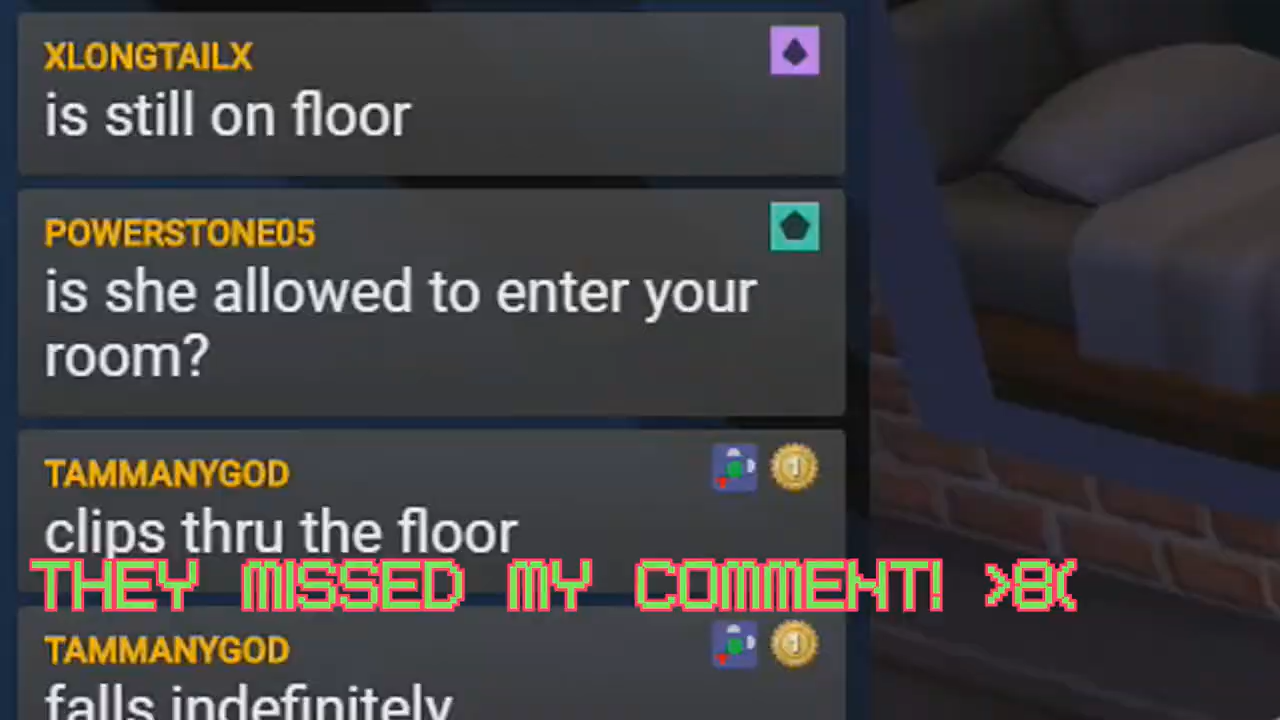 XLONGTAILX
is still on floor
POWERSTONE05
is she allowed to enter your
room?
TAMMANYGOD
clips thru the floor
THEY MISSED MY COMMENT! >8(
TAMMANYGOD
falls indefinitely